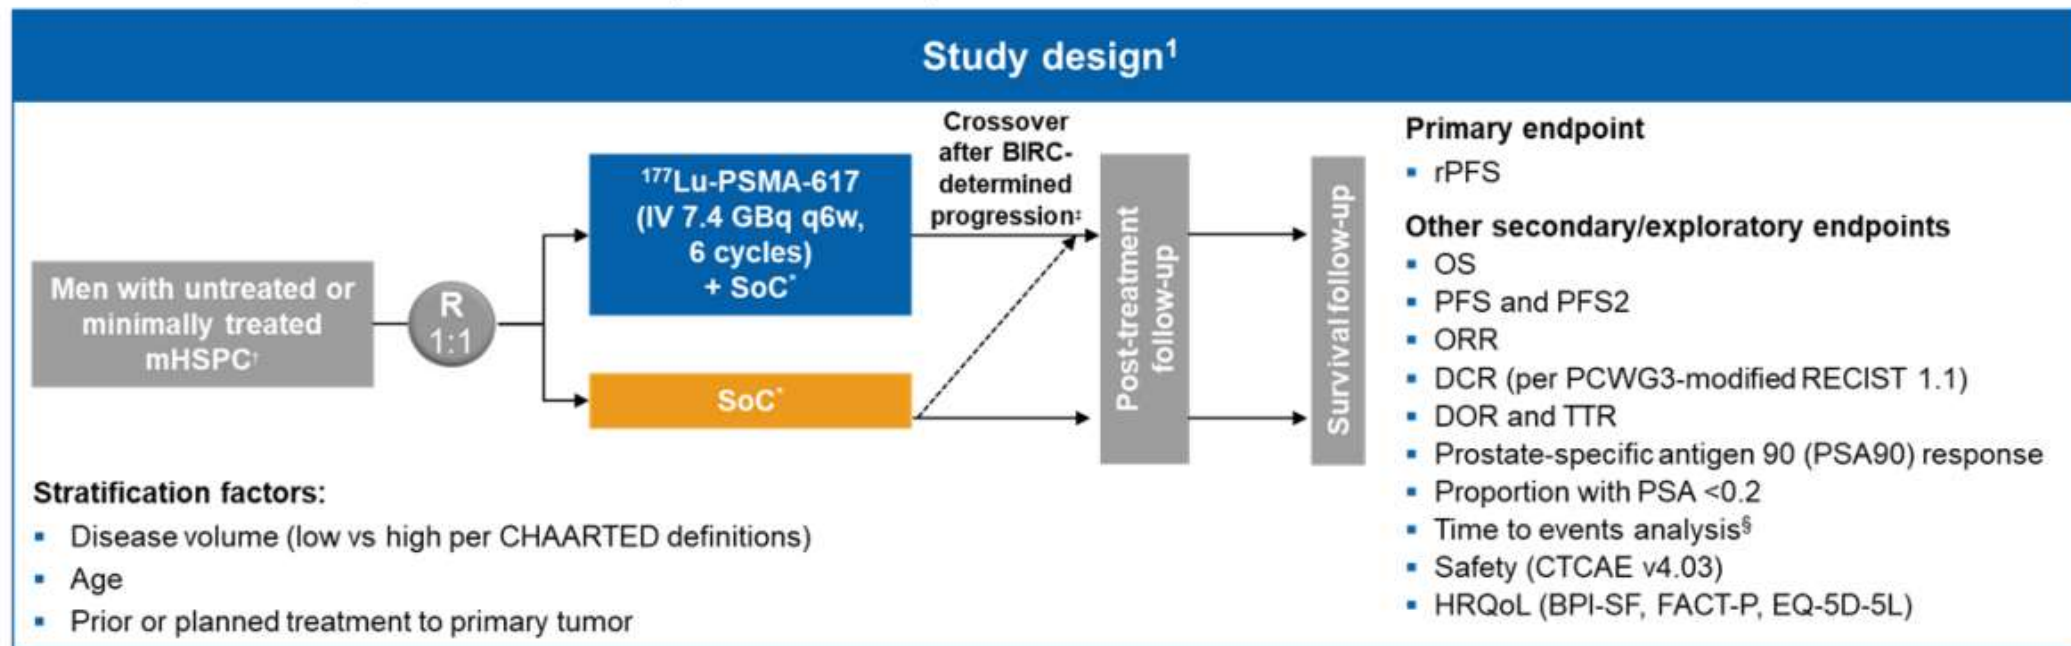 Study design¹
Men with untreated or
minimally treated
mHSPC†
R
1:1
¹⁷⁷Lu-PSMA-617
(IV 7.4 GBq q6w,
6 cycles)
+ SoC*
SoC*
Crossover
after BIRC-
determined
progression‡
Post-treatment
follow-up
Survival follow-up
Stratification factors:
▪ Disease volume (low vs high per CHAARTED definitions)
▪ Age
▪ Prior or planned treatment to primary tumor
Primary endpoint
▪ rPFS
Other secondary/exploratory endpoints
▪ OS
▪ PFS and PFS2
▪ ORR
▪ DCR (per PCWG3-modified RECIST 1.1)
▪ DOR and TTR
▪ Prostate-specific antigen 90 (PSA90) response
▪ Proportion with PSA <0.2
▪ Time to events analysis§
▪ Safety (CTCAE v4.03)
▪ HRQoL (BPI-SF, FACT-P, EQ-5D-5L)